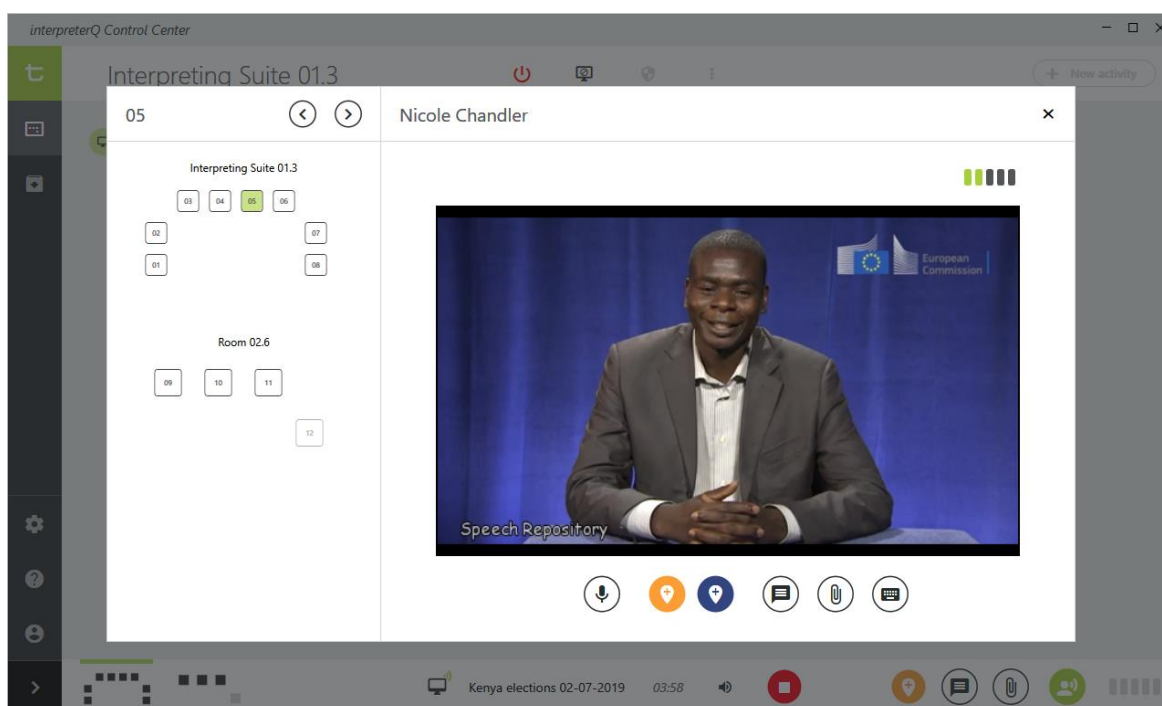 interpreterQ Control Center
Interpreting Suite 01.3
+ New activity
05
Nicole Chandler
Interpreting Suite 01.3
03 04 05 06
02 07
01 08
Room 02.6
09 10 11
12
European
Commission
Speech Repository
Kenya elections 02-07-2019 03:58